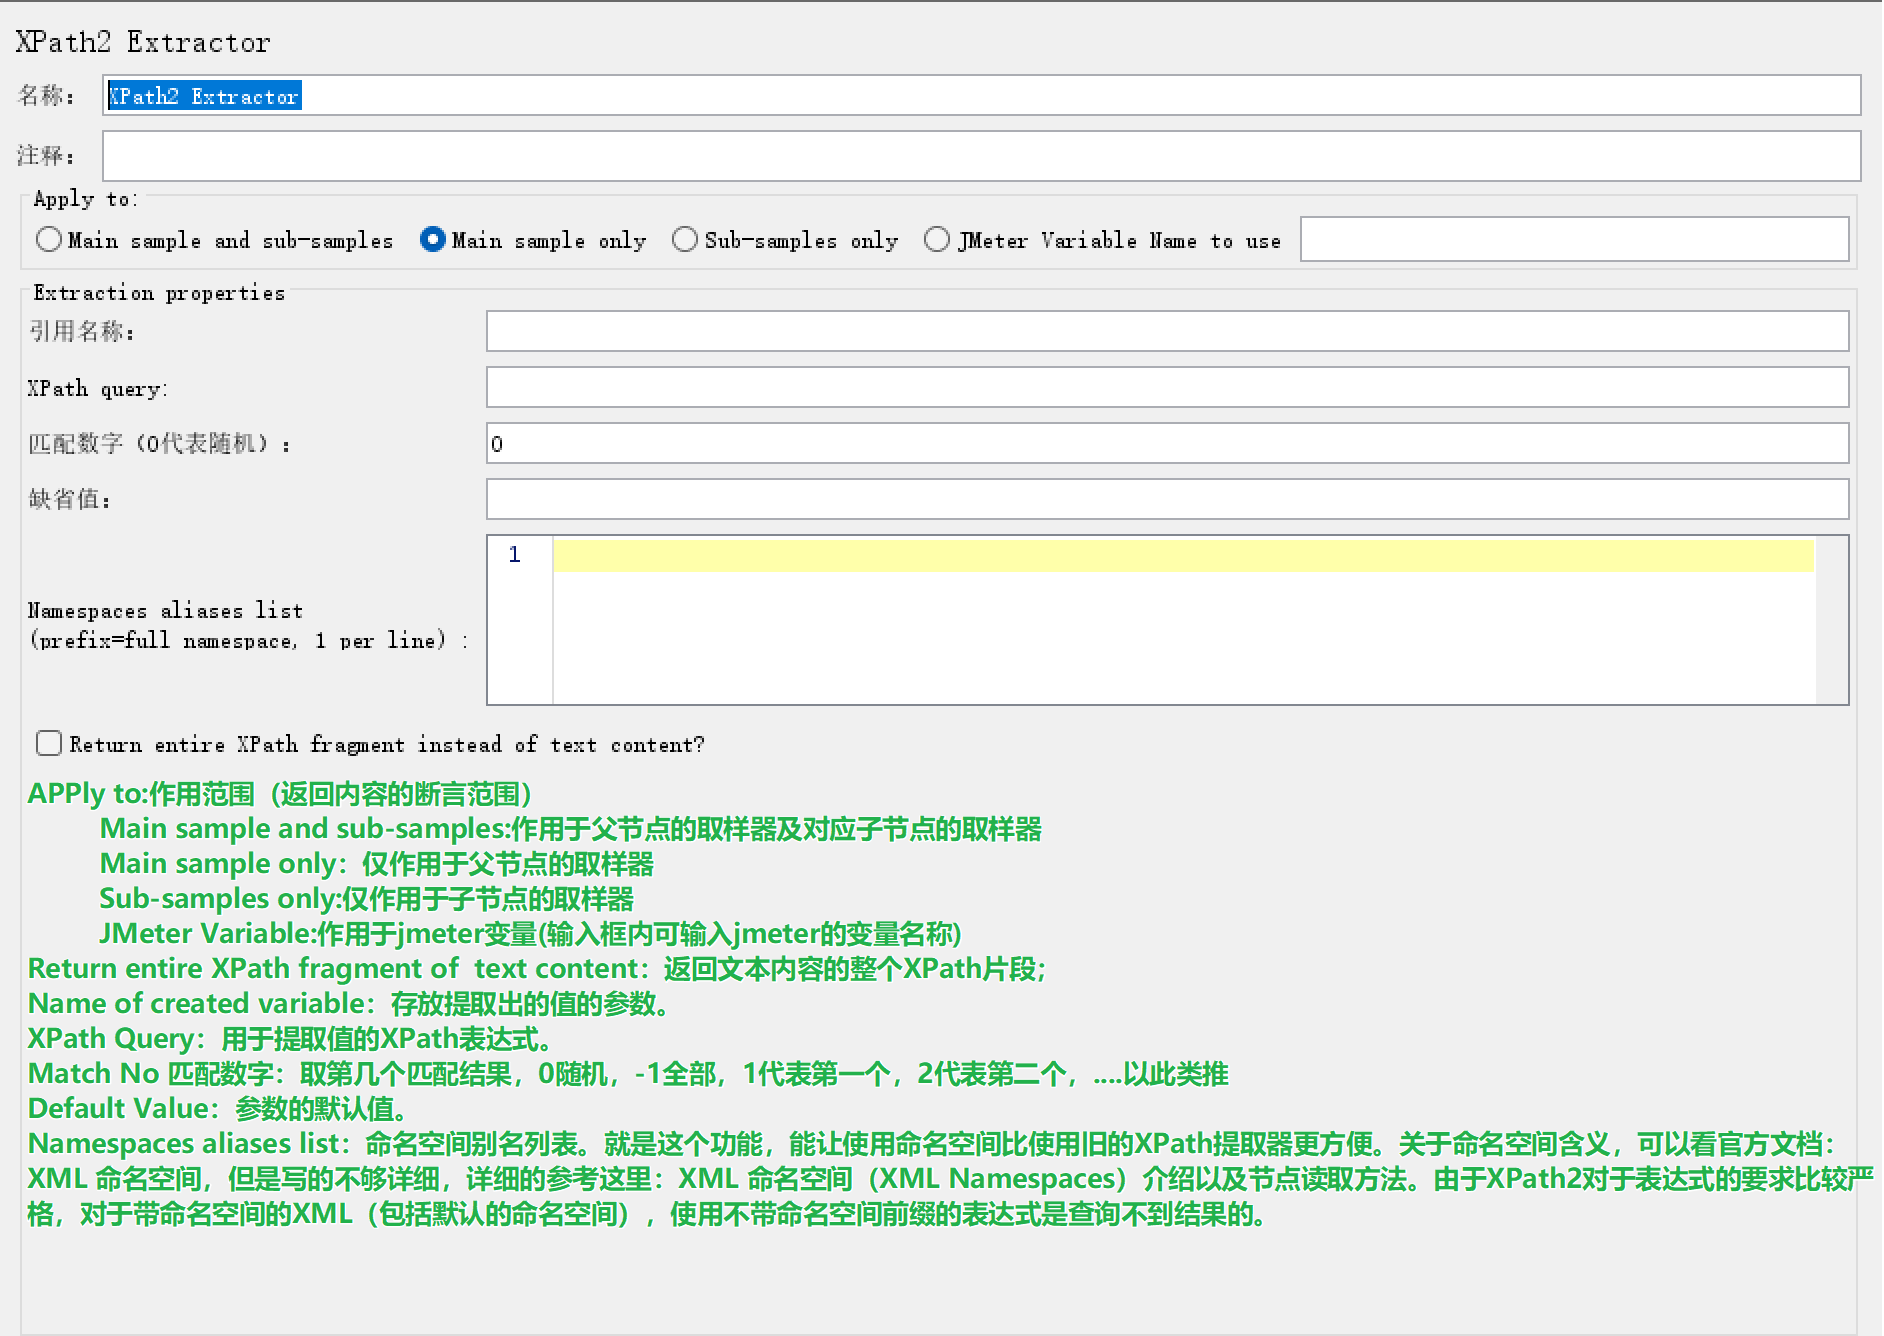 XPath2 Extractor
名称： XPath2 Extractor
注释：
Apply to:
Main sample and sub-samples Main sample only Sub-samples only JMeter Variable Name to use
Extraction properties
引用名称：
XPath query:
匹配数字（0代表随机）： 0
缺省值：
1
Namespaces aliases list
(prefix=full namespace, 1 per line) :
Return entire XPath fragment instead of text content?
APPly to:作用范围（返回内容的断言范围）
Main sample and sub-samples:作用于父节点的取样器及对应子节点的取样器
Main sample only：仅作用于父节点的取样器
Sub-samples only:仅作用于子节点的取样器
JMeter Variable:作用于jmeter变量(输入框内可输入jmeter的变量名称)
Return entire XPath fragment of  text content：返回文本内容的整个XPath片段;
Name of created variable：存放提取出的值的参数。
XPath Query：用于提取值的XPath表达式。
Match No 匹配数字：取第几个匹配结果，0随机，-1全部，1代表第一个，2代表第二个，....以此类推
Default Value：参数的默认值。
Namespaces aliases list：命名空间别名列表。就是这个功能，能让使用命名空间比使用旧的XPath提取器更方便。关于命名空间含义，可以看官方文档：
XML 命名空间，但是写的不够详细，详细的参考这里：XML 命名空间（XML Namespaces）介绍以及节点读取方法。由于XPath2对于表达式的要求比较严
格，对于带命名空间的XML（包括默认的命名空间），使用不带命名空间前缀的表达式是查询不到结果的。